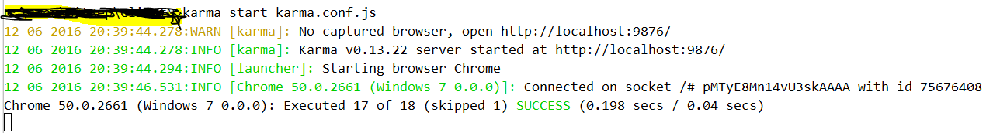 karma start karma.conf.js
12 06 2016 20:39:44.278:WARN [karma]: No captured browser, open http://localhost:9876/
12 06 2016 20:39:44.278:INFO [karma]: Karma v0.13.22 server started at http://localhost:9876/
12 06 2016 20:39:44.294:INFO [launcher]: Starting browser Chrome
12 06 2016 20:39:46.531:INFO [Chrome 50.0.2661 (Windows 7 0.0.0)]: Connected on socket /#_pMTyE8Mn14vU3skAAAA with id 75676408
Chrome 50.0.2661 (Windows 7 0.0.0): Executed 17 of 18 (skipped 1) SUCCESS (0.198 secs / 0.04 secs)